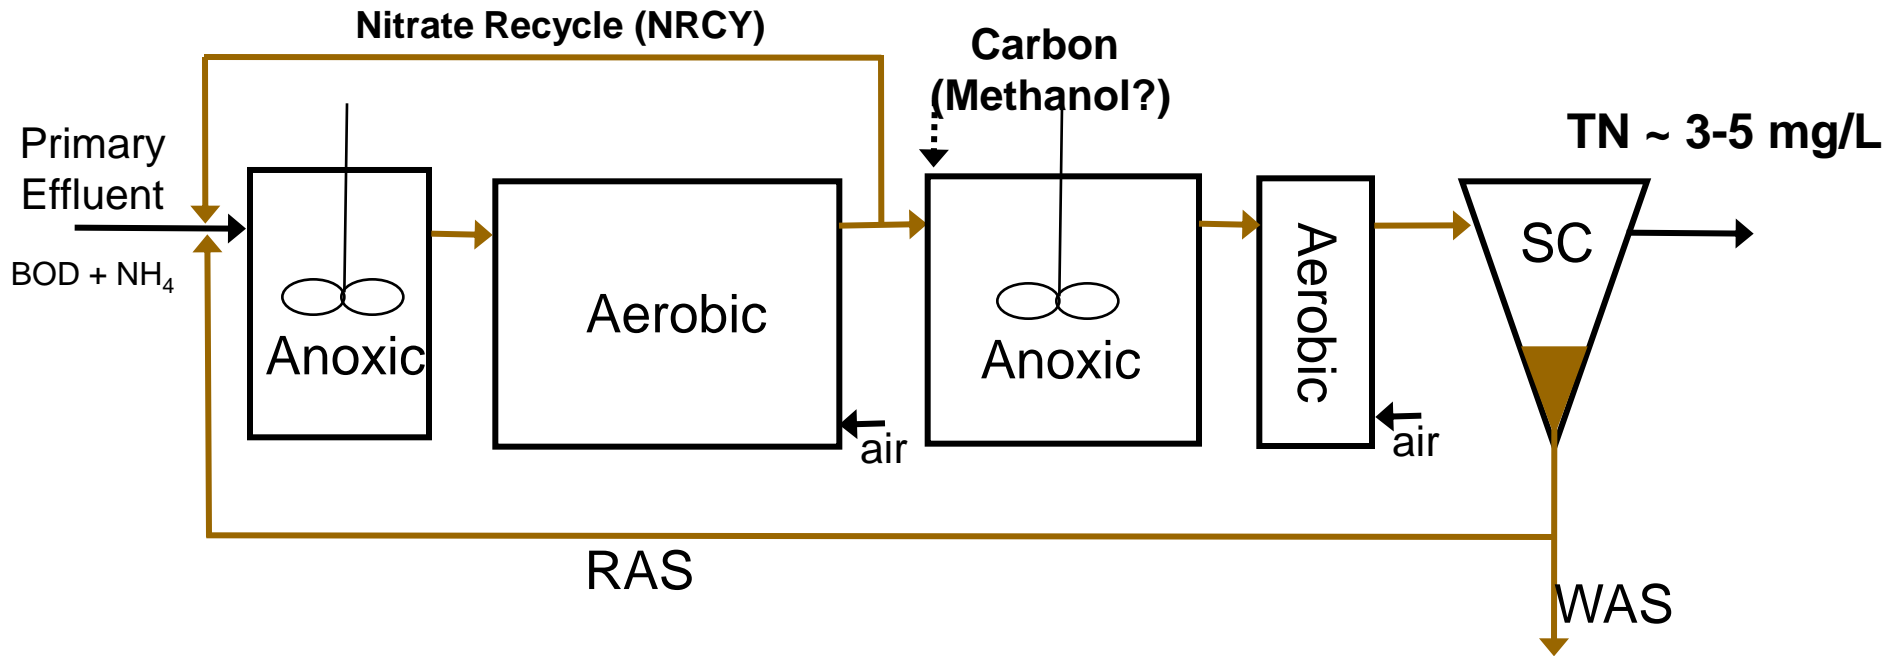 Nitrate Recycle (NRCY)
Carbon
(Methanol?)
TN ~ 3-5 mg/L
Primary
Effluent
BOD + NH₄
Anoxic
Aerobic
air
Anoxic
Aerobic
air
SC
RAS
WAS